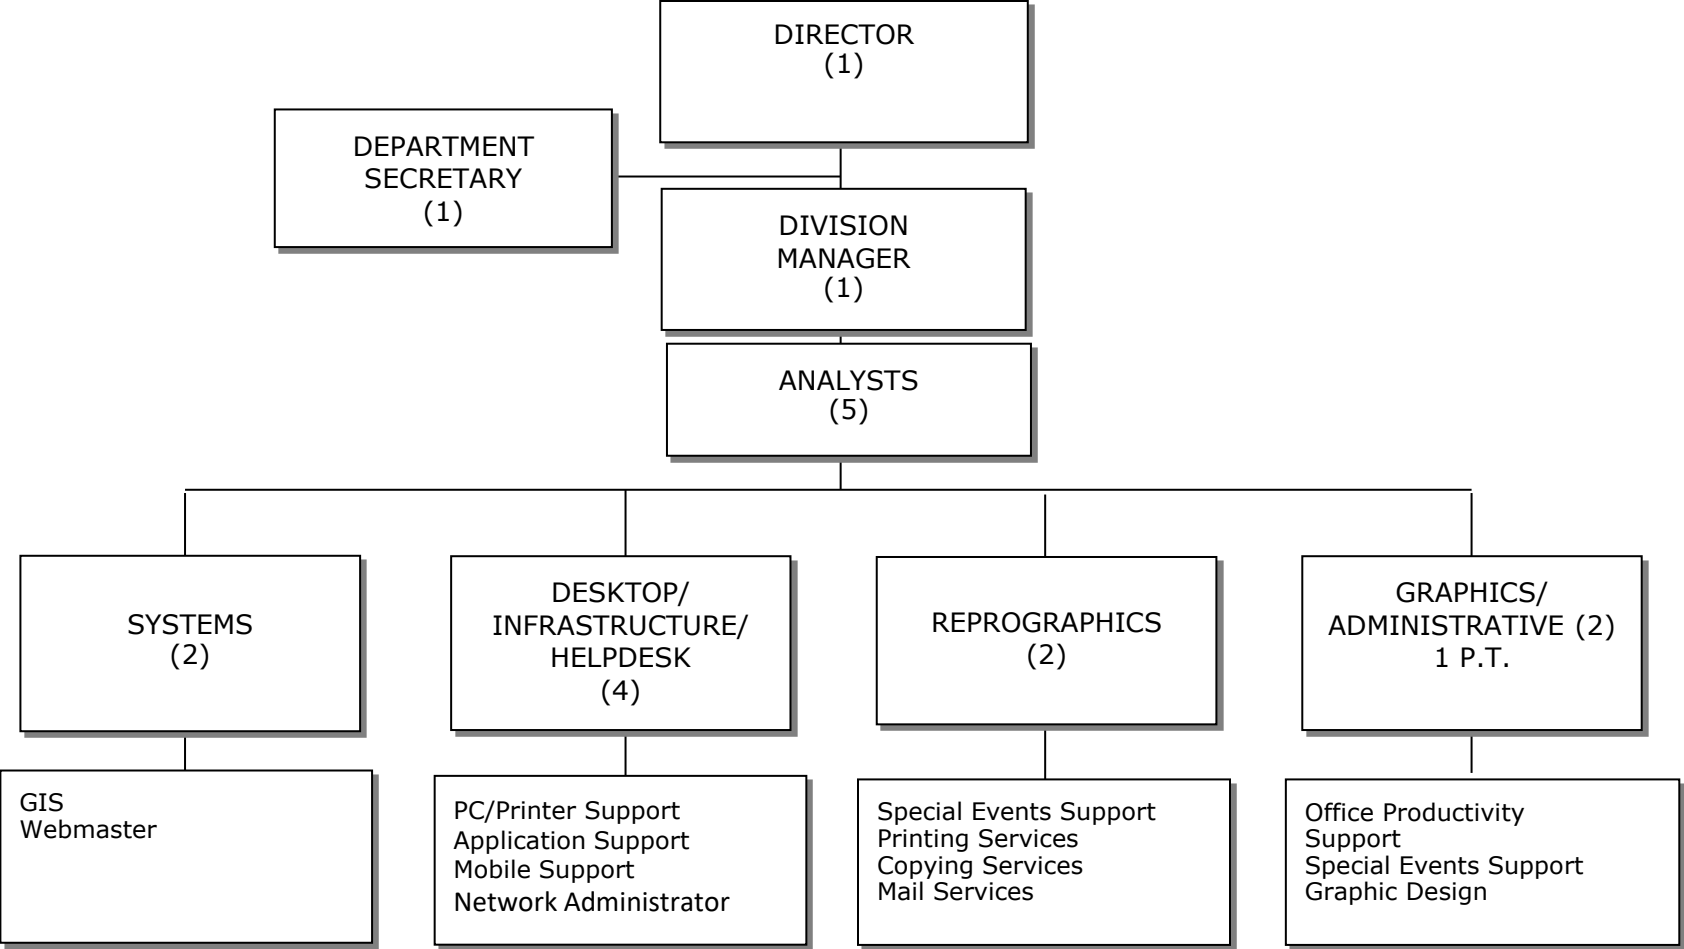 DIRECTOR
(1)
DEPARTMENT
SECRETARY
(1)
DIVISION
MANAGER
(1)
ANALYSTS
(5)
SYSTEMS
(2)
DESKTOP/
INFRASTRUCTURE/
HELPDESK
(4)
REPROGRAPHICS
(2)
GRAPHICS/
ADMINISTRATIVE (2)
1 P.T.
GIS
Webmaster
PC/Printer Support
Application Support
Mobile Support
Network Administrator
Special Events Support
Printing Services
Copying Services
Mail Services
Office Productivity
Support
Special Events Support
Graphic Design